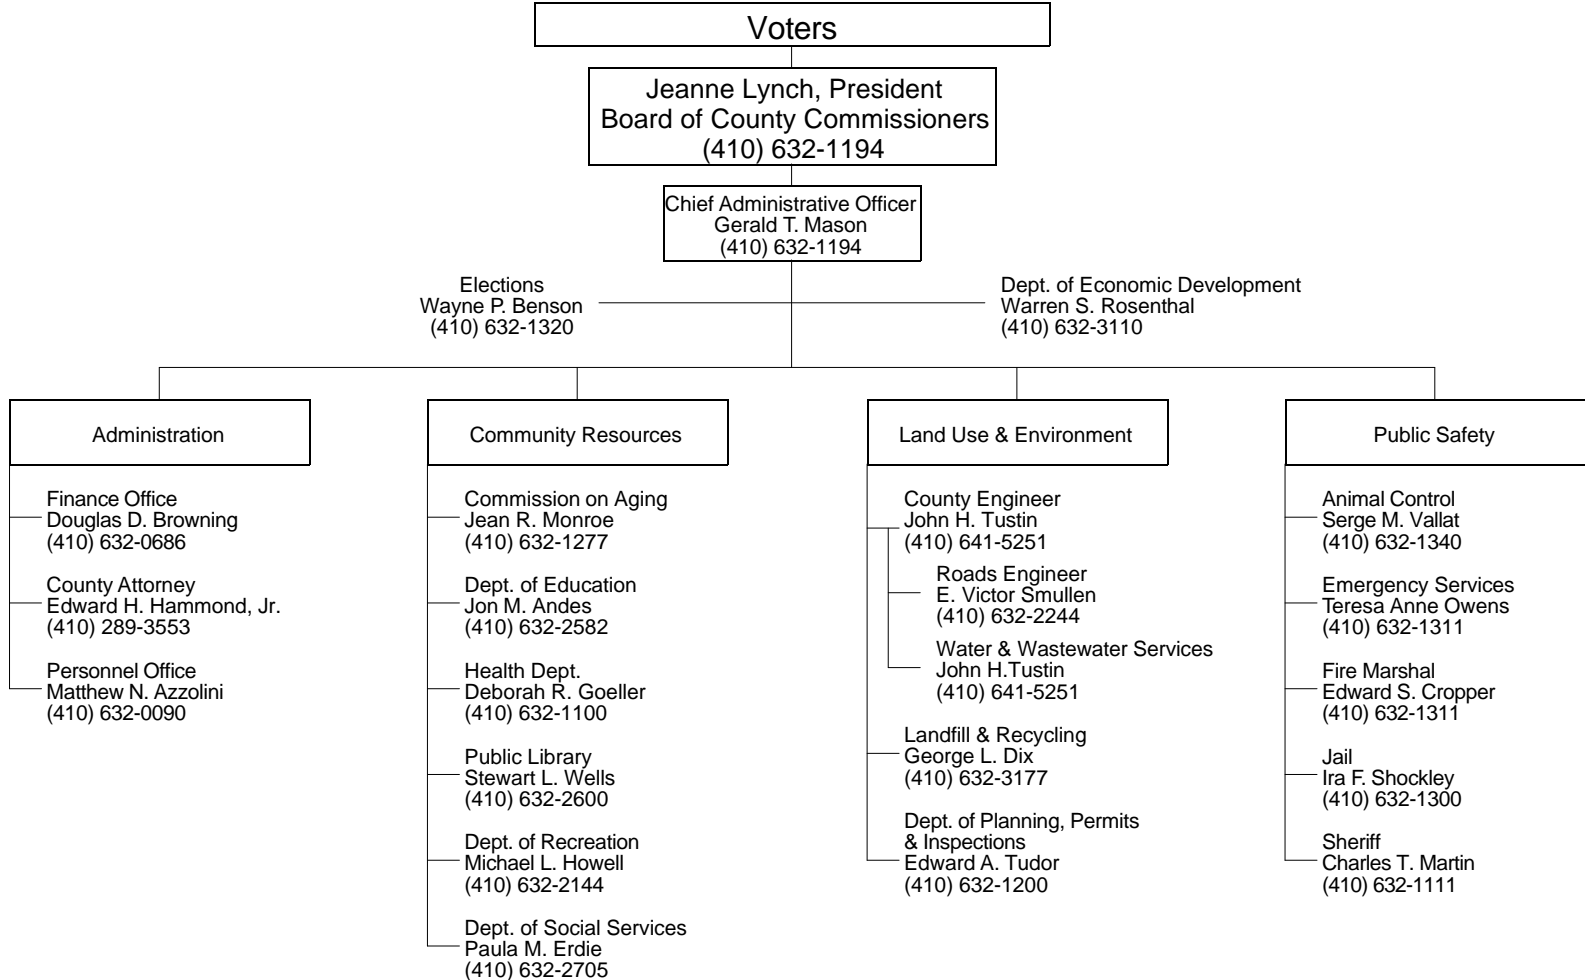 Voters
Jeanne Lynch, President
Board of County Commissioners
(410) 632-1194
Chief Administrative Officer
Gerald T. Mason
(410) 632-1194
Elections
Wayne P. Benson
(410) 632-1320
Dept. of Economic Development
Warren S. Rosenthal
(410) 632-3110
Administration
Finance Office
Douglas D. Browning
(410) 632-0686
County Attorney
Edward H. Hammond, Jr.
(410) 289-3553
Personnel Office
Matthew N. Azzolini
(410) 632-0090
Community Resources
Commission on Aging
Jean R. Monroe
(410) 632-1277
Dept. of Education
Jon M. Andes
(410) 632-2582
Health Dept.
Deborah R. Goeller
(410) 632-1100
Public Library
Stewart L. Wells
(410) 632-2600
Dept. of Recreation
Michael L. Howell
(410) 632-2144
Dept. of Social Services
Paula M. Erdie
(410) 632-2705
Land Use & Environment
County Engineer
John H. Tustin
(410) 641-5251
Roads Engineer
E. Victor Smullen
(410) 632-2244
Water & Wastewater Services
John H.Tustin
(410) 641-5251
Landfill & Recycling
George L. Dix
(410) 632-3177
Dept. of Planning, Permits
& Inspections
Edward A. Tudor
(410) 632-1200
Public Safety
Animal Control
Serge M. Vallat
(410) 632-1340
Emergency Services
Teresa Anne Owens
(410) 632-1311
Fire Marshal
Edward S. Cropper
(410) 632-1311
Jail
Ira F. Shockley
(410) 632-1300
Sheriff
Charles T. Martin
(410) 632-1111